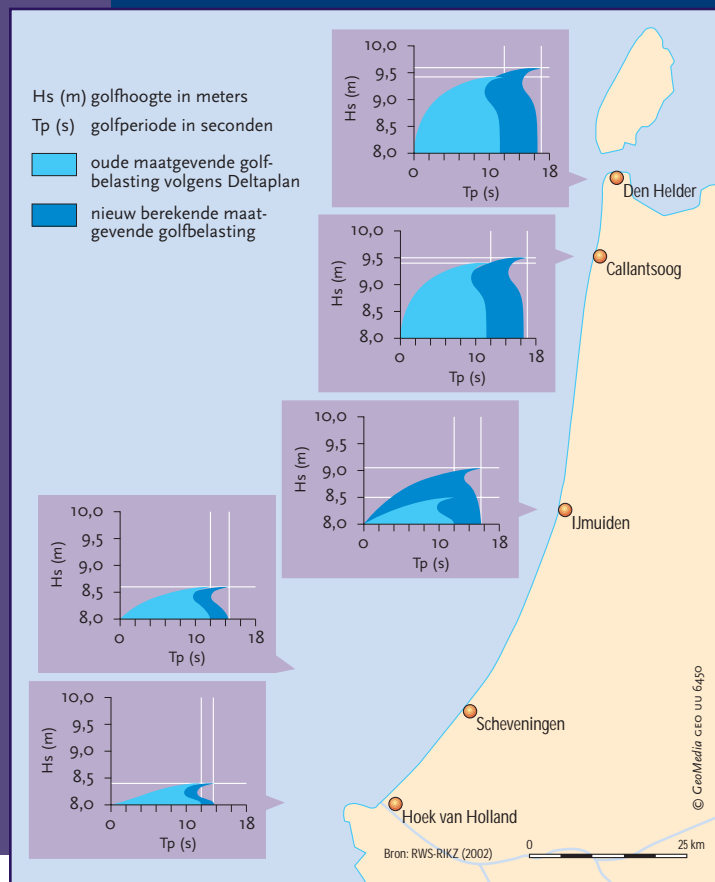 Hs (m) golfhoogte in meters
Tp (s) golfperiode in seconden
oude maatgevende golf-
belasting volgens Deltaplan
nieuw berekende maat-
gevende golfbelasting
10,0
9,5
9,0
8,5
8,0
Hs (m)
0 10 18
Tp (s)
Den Helder
10,0
9,5
9,0
8,5
8,0
Hs (m)
0 10 18
Tp (s)
Callantsoog
10,0
9,5
9,0
8,5
8,0
Hs (m)
0 10 18
Tp (s)
IJmuiden
10,0
9,5
9,0
8,5
8,0
Hs (m)
0 10 18
Tp (s)
Scheveningen
10,0
9,5
9,0
8,5
8,0
Hs (m)
0 10 18
Tp (s)
Hoek van Holland
Bron: RWS-RIKZ (2002)
0 25 km
© GeoMedia GEO UU 6450